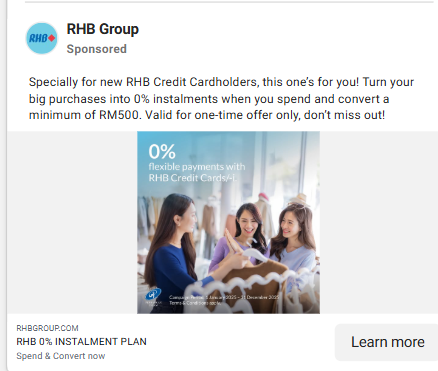 RHB
RHB Group
Sponsored
Specially for new RHB Credit Cardholders, this one's for you! Turn your
big purchases into 0% instalments when you spend and convert a
minimum of RM500. Valid for one-time offer only, don't miss out!
0%
flexible payments with
RHB Credit Cards/-i
Campaign Period: 1 January 2025 – 31 December 2025
Terms & Conditions apply.
RHBGROUP.COM
RHB 0% INSTALMENT PLAN
Spend & Convert now
Learn more